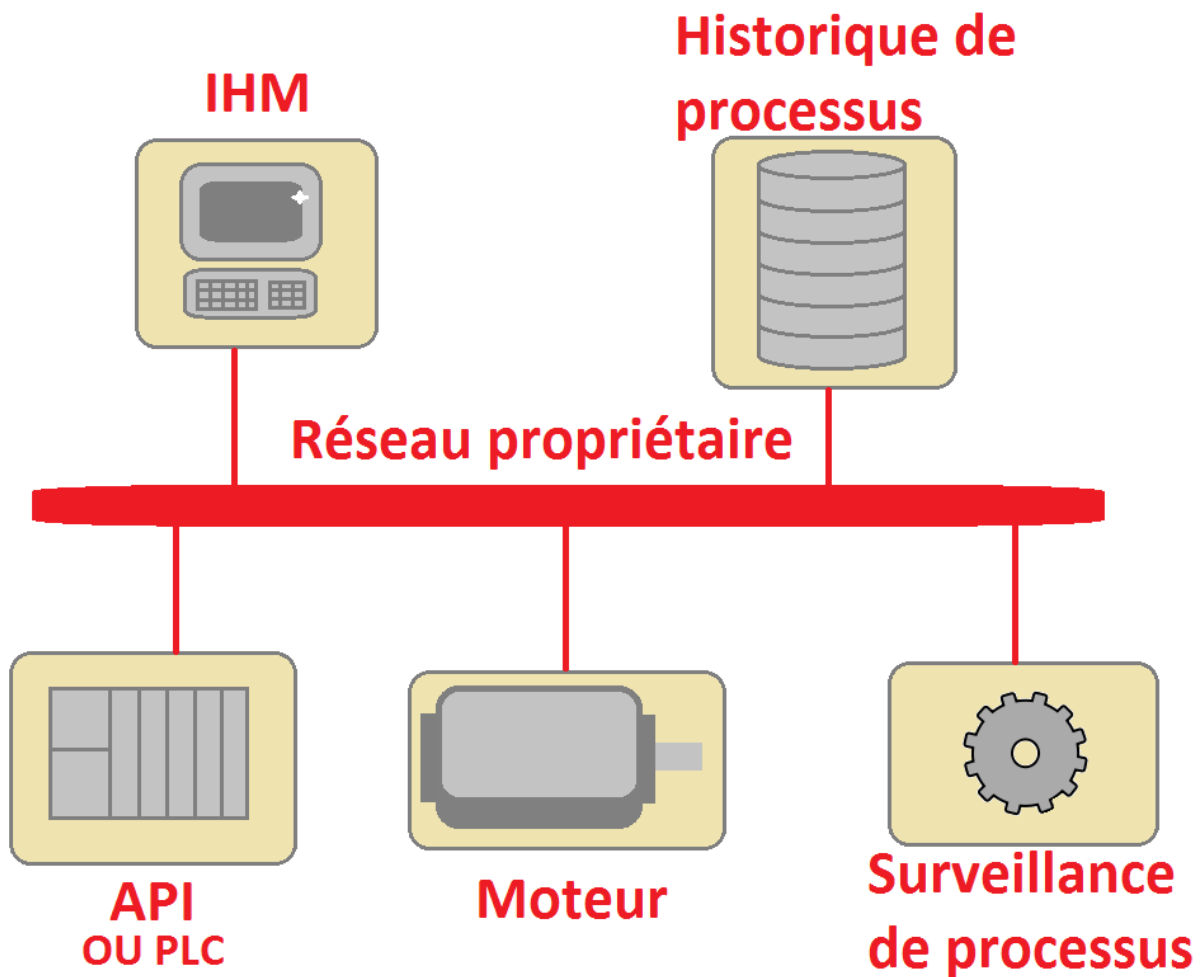 IHM
Historique de
processus
Réseau propriétaire
API
OU PLC
Moteur
Surveillance
de processus